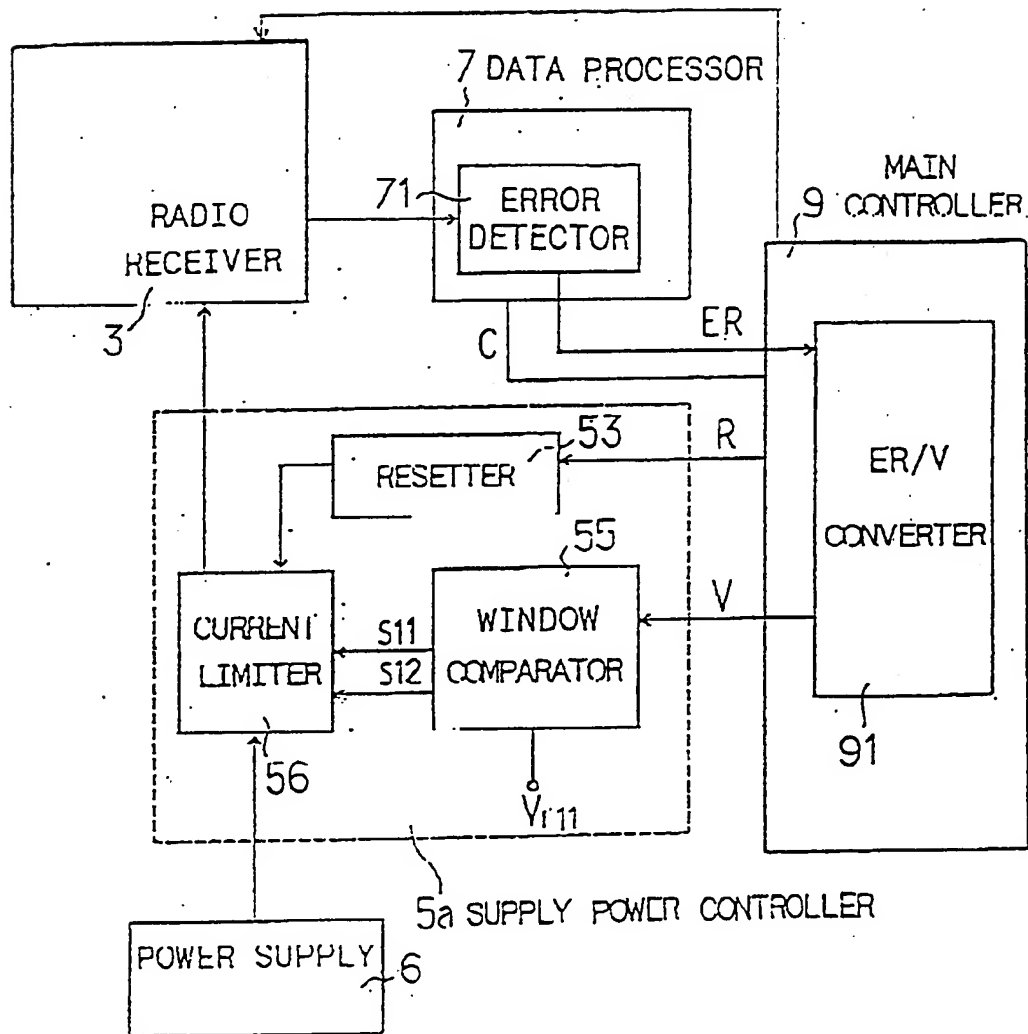 7 DATA PROCESSOR
MAIN
9 CONTROLLER
RADIO
RECEIVER
3
71
ERROR
DETECTOR
C
ER
53
RESETTER
R
ER/V
CONVERTER
91
55
CURRENT
LIMITER
56
S11
S12
WINDOW
COMPARATOR
V
Vr11
5a SUPPLY POWER CONTROLLER
POWER SUPPLY
6